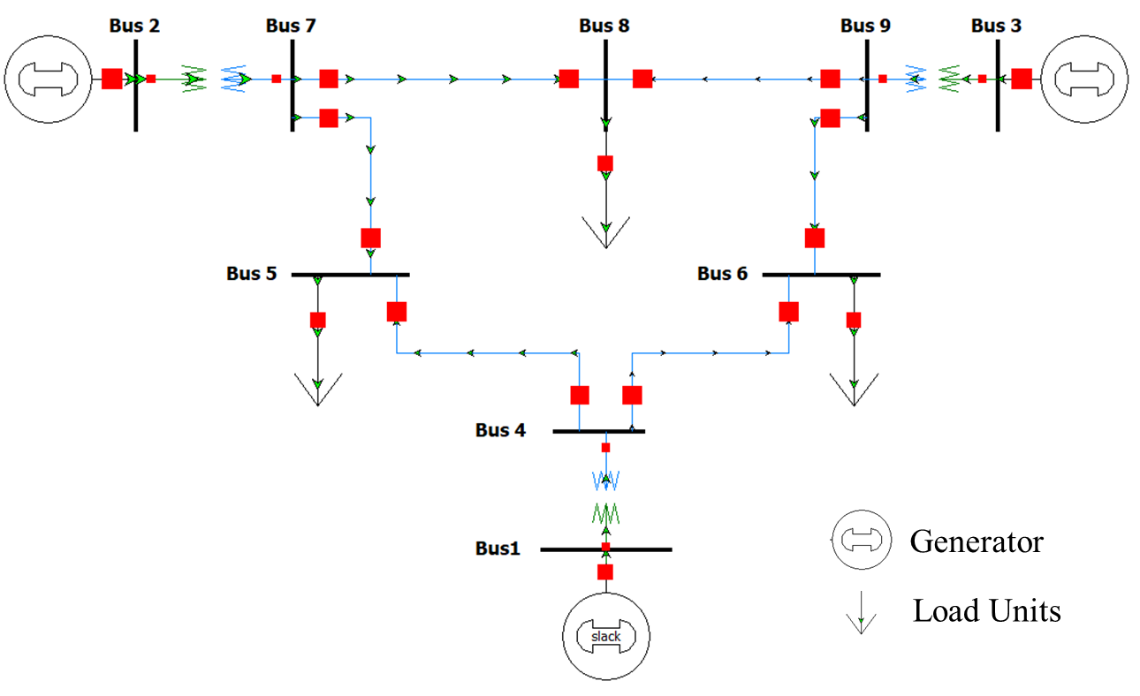 Bus 2
Bus 7
Bus 8
Bus 9
Bus 3
Bus 5
Bus 6
Bus 4
Bus1
slack
Generator
Load Units